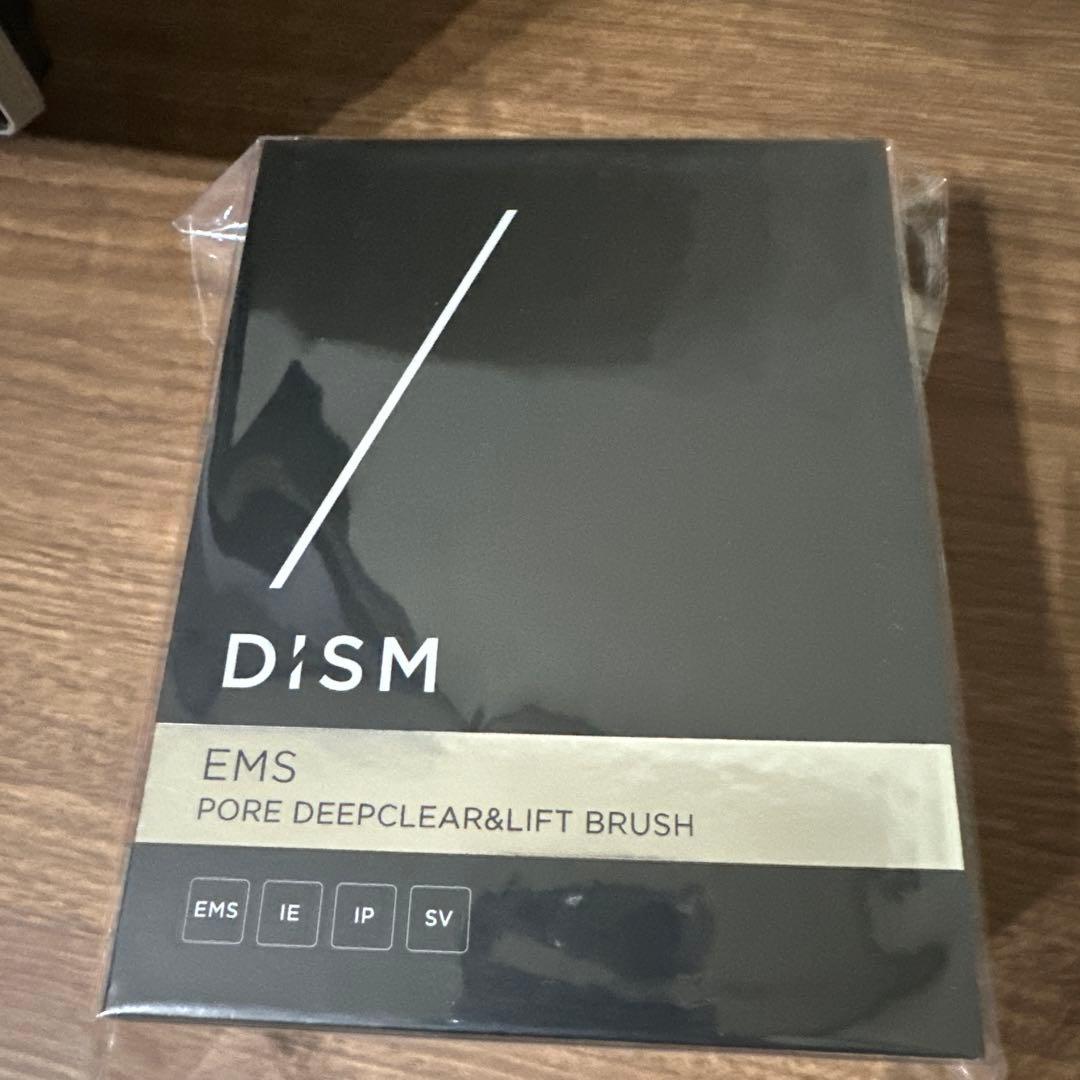 DISM
EMS
PORE DEEPCLEAR&LIFT BRUSH
EMS IE IP SV